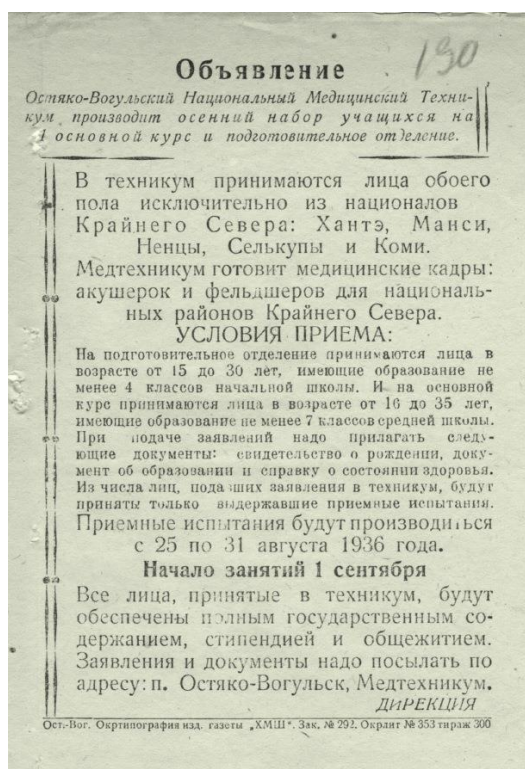 190
Объявление
Остяко-Вогульский Национальный Медицинский Техни-
кум производит осенний набор учащихся на
1 основной курс и подготовительное отделение.
В техникум принимаются лица обоего
пола исключительно из националов
Крайнего Севера: Хантэ, Манси,
Ненцы, Селькупы и Коми.
Медтехникум готовит медицинские кадры:
акушерок и фельдшеров для националь-
ных районов Крайнего Севера.
УСЛОВИЯ ПРИЕМА:
На подготовительное отделение принимаются лица в
возрасте от 15 до 30 лет, имеющие образование не
менее 4 классов начальной школы. И на основной
курс принимаются лица в возрасте от 16 до 35 лет,
имеющие образование не менее 7 классов средней школы.
При подаче заявлений надо прилагать следу-
ющие документы: свидетельство о рождении, доку-
мент об образовании и справку о состоянии здоровья.
Из числа лиц, подавших заявления в техникум, будут
приняты только выдержавшие приемные испытания.
Приемные испытания будут производиться
с 25 по 31 августа 1936 года.
Начало занятий 1 сентября
Все лица, принятые в техникум, будут
обеспечены полным государственным со-
держанием, стипендией и общежитием.
Заявления и документы надо посылать по
адресу: п. Остяко-Вогульск, Медтехникум.
ДИРЕКЦИЯ
Ост.-Вог. Окртипография изд. газеты „ХМШ". Зак. № 292. Окрлит № 353 тираж 300